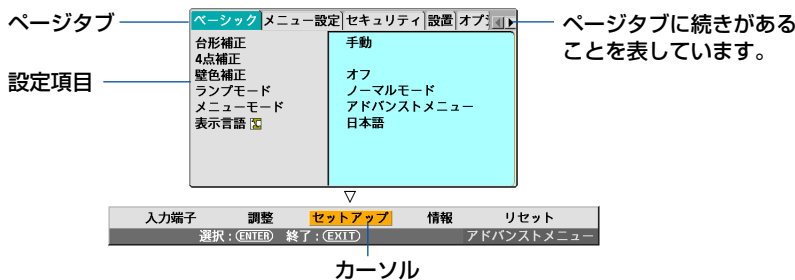 ページタブ
ベーシック メニュー設定 セキュリティ 設置
ページタブに続きがある
ことを表しています。
設定項目
台形補正 手動
4点補正
壁色補正 オフ
ランプモード ノーマルモード
メニューモード アドバンストメニュー
表示言語 日本語
入力端子 調整 セットアップ 情報 リセット
選択:ENTER 終了:EXIT アドバンストメニュー
カーソル